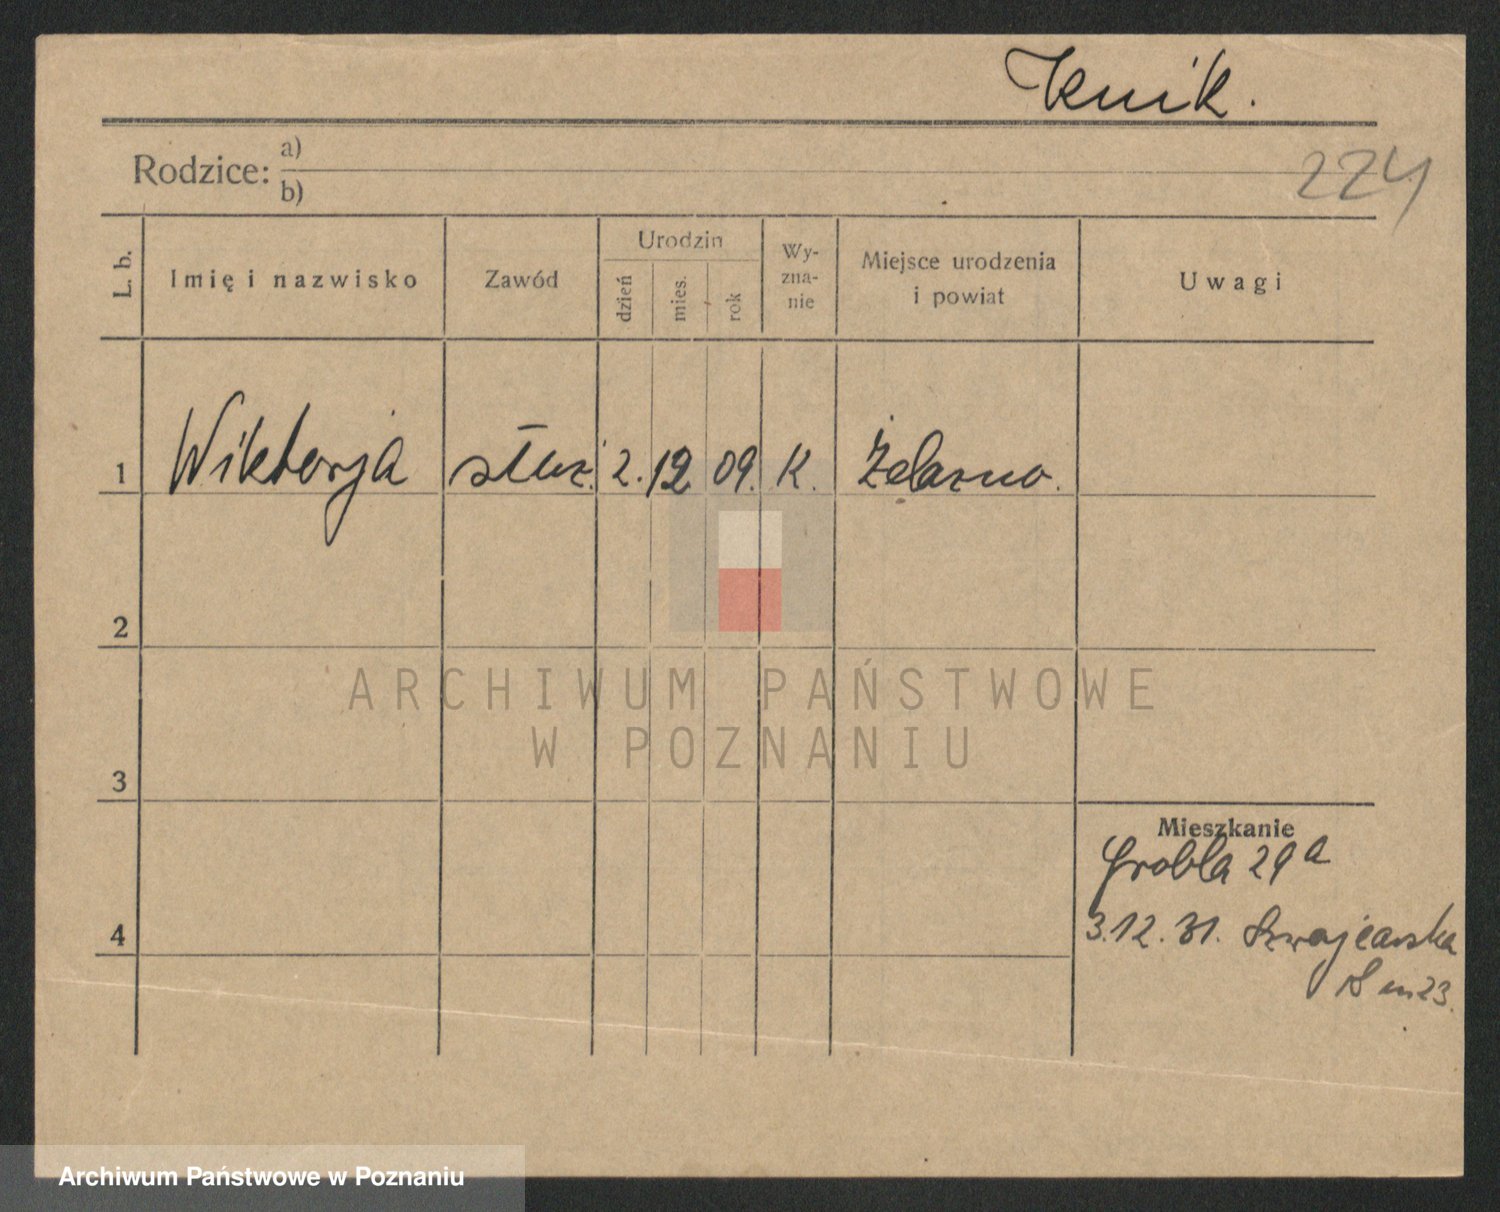 Knik.
Rodzice: a)
b)
224
L. b.
Imię i nazwisko
Zawód
Urodzin
dzień
mies.
rok
Wy-
zna-
nie
Miejsce urodzenia
i powiat
Uwagi
1 Wiktorja służ. 2. 12 09. K. Żelazno.
2
3
4
Mieszkanie
Grobla 29a
3.12.31. Szwajcarska
m 23.
ARCHIWUM PAŃSTWOWE
W POZNANIU
Archiwum Państwowe w Poznaniu